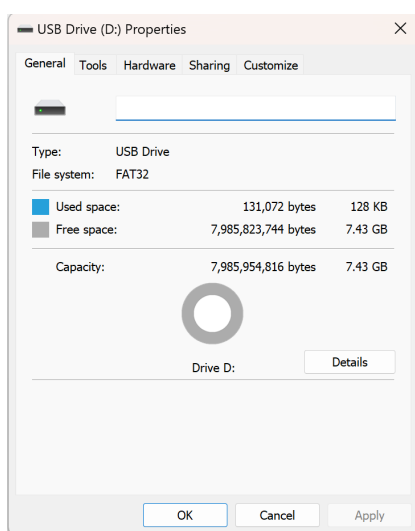 USB Drive (D:) Properties
General Tools Hardware Sharing Customize
Type: USB Drive
File system: FAT32
Used space: 131,072 bytes 128 KB
Free space: 7,985,823,744 bytes 7.43 GB
Capacity: 7,985,954,816 bytes 7.43 GB
Drive D: Details
OK Cancel Apply